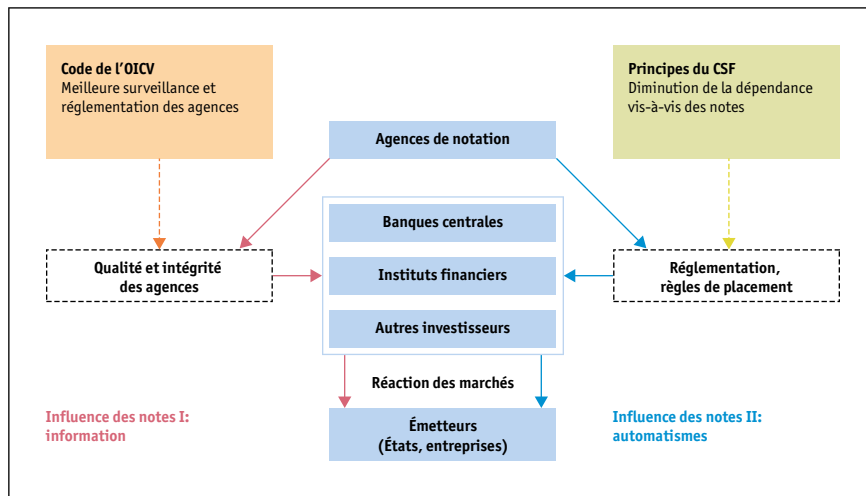 Code de l’OICV
Meilleure surveillance et
réglementation des agences
Principes du CSF
Diminution de la dépendance
vis-à-vis des notes
Agences de notation
Banques centrales
Qualité et intégrité
des agences
Instituts financiers
Réglementation,
règles de placement
Autres investisseurs
Réaction des marchés
Influence des notes I:
information
Émetteurs
(États, entreprises)
Influence des notes II:
automatismes